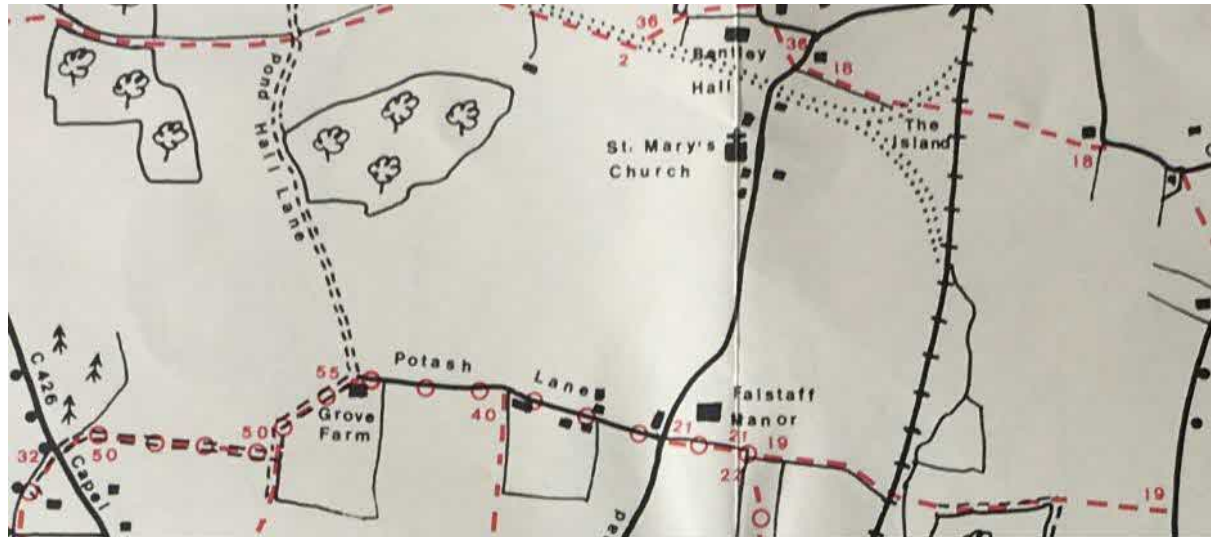 36
2
Bentley
Hall
36
18
The
Island
18
St. Mary's
Church
Pond Hall Lane
C.426
Capel
32
50
50
55
Grove
Farm
Potash Lane
40
Falstaff
Manor
21
21
19
22
19